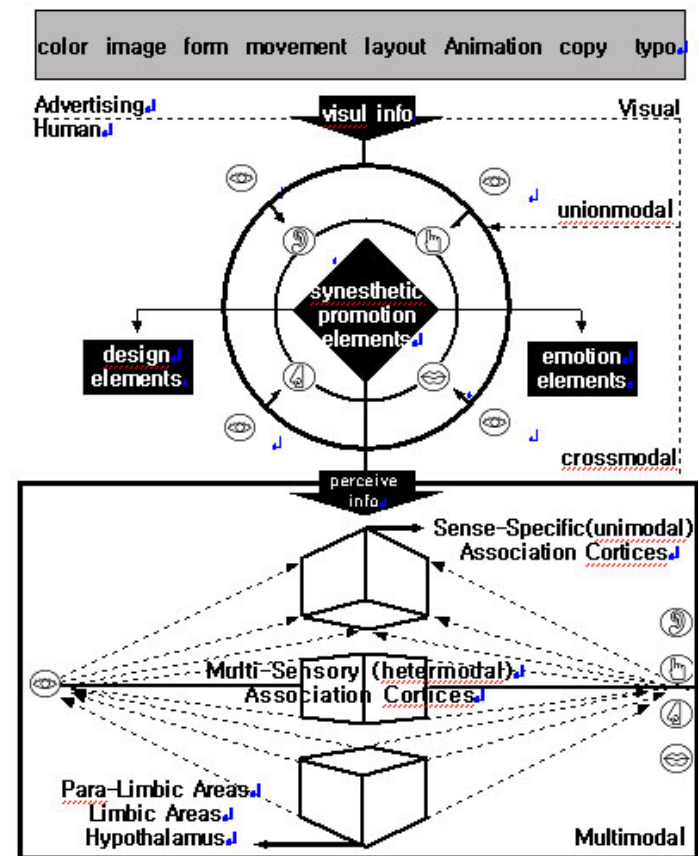 color image form movement layout Animation copy typo
Advertising
Human
visul info
Visual
unionmodal
synesthetic
promotion
elements
design
elements
emotion
elements
crossmodal
perceive
info
Sense-Specific(unimodal)
Association Cortices
Multi-Sensory (hetermodal)
Association Cortices
Para-Limbic Areas
Limbic Areas
Hypothalamus
Multimodal